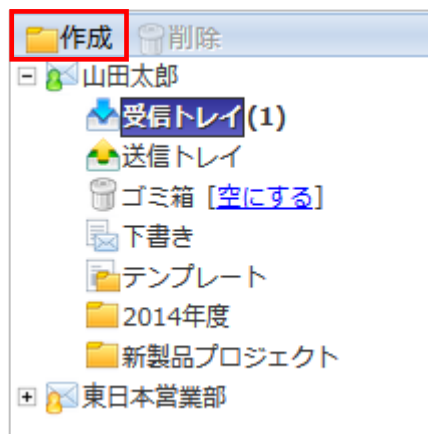 作成 削除
山田太郎
受信トレイ(1)
送信トレイ
ゴミ箱 [空にする]
下書き
テンプレート
2014年度
新製品プロジェクト
東日本営業部